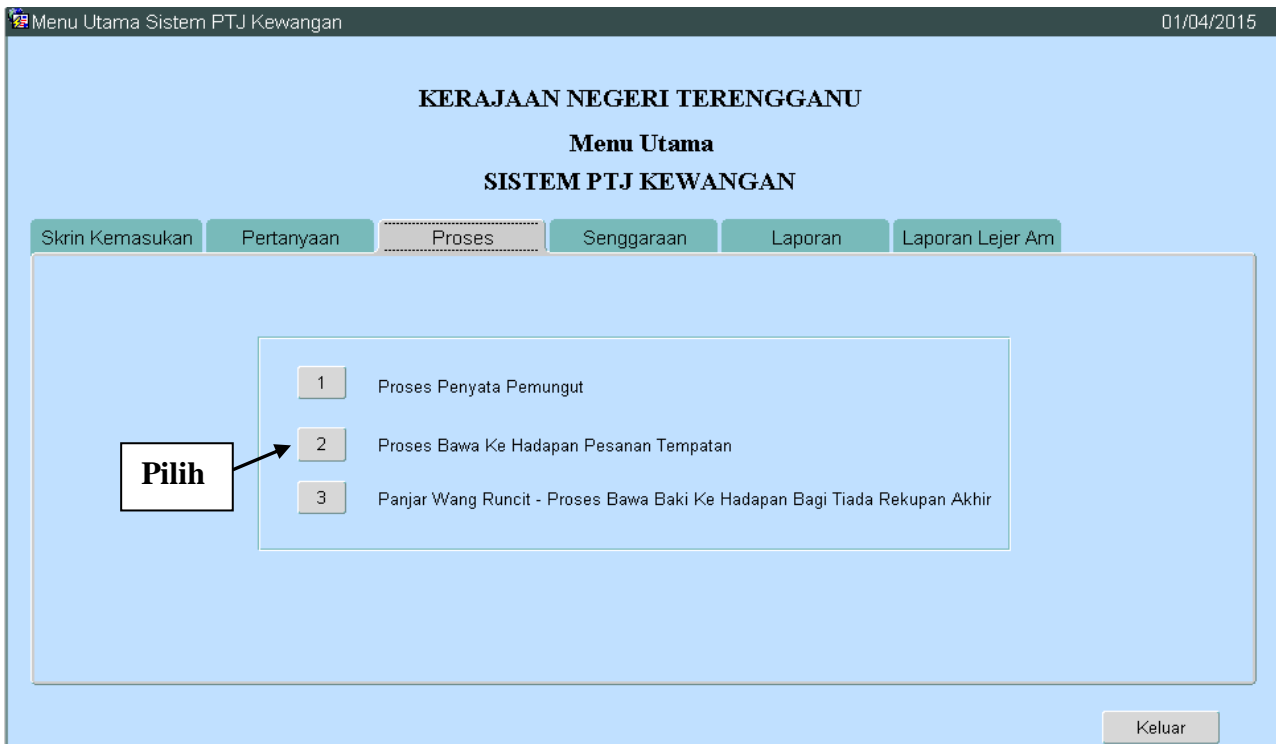 Menu Utama Sistem PTJ Kewangan 01/04/2015
KERAJAAN NEGERI TERENGGANU
Menu Utama
SISTEM PTJ KEWANGAN
Skrin Kemasukan Pertanyaan Proses Senggaraan Laporan Laporan Lejer Am
1 Proses Penyata Pemungut
2 Proses Bawa Ke Hadapan Pesanan Tempatan
Pilih
3 Panjar Wang Runcit - Proses Bawa Baki Ke Hadapan Bagi Tiada Rekupan Akhir
Keluar